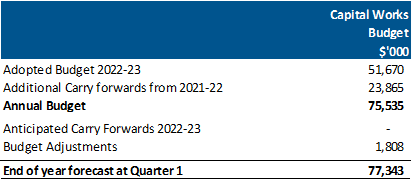 Capital Works
Budget
$'000
Adopted Budget 2022-23 51,670
Additional Carry forwards from 2021-22 23,865
Annual Budget 75,535
Anticipated Carry Forwards 2022-23 -
Budget Adjustments 1,808
End of year forecast at Quarter 1 77,343